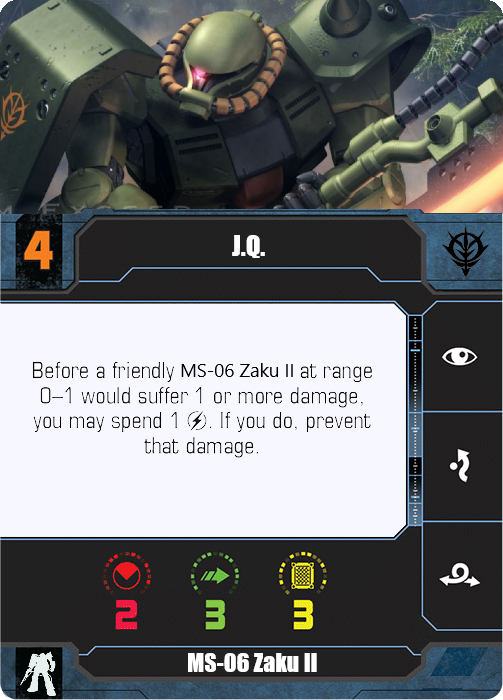 4
J.Q.
Before a friendly MS-06 Zaku II at range
0–1 would suffer 1 or more damage,
you may spend 1 . If you do, prevent
that damage.
2 3 3
MS-06 Zaku II